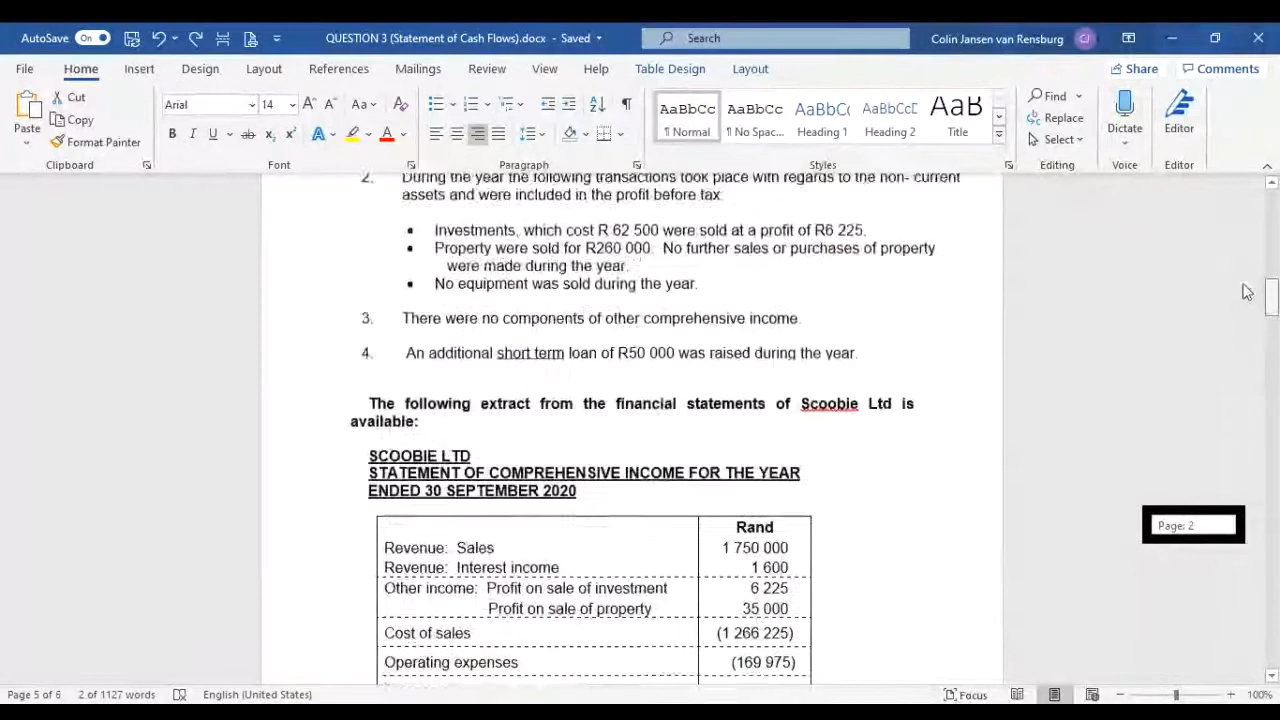 AutoSave On QUESTION 3 (Statement of Cash Flows).docx - Saved Search Colin Jansen van Rensburg CJ
File Home Insert Design Layout References Mailings Review View Help Table Design Layout Share Comments
Cut
Copy
Format Painter
Paste
Clipboard
Arial 14
Font
Paragraph
AaBbCc AaBbCc AaBbC( AaBbCcC AaB
¶ Normal ¶ No Spac... Heading 1 Heading 2 Title
Styles
Find
Replace
Select
Editing
Dictate
Voice
Editor
Editor
2. During the year the following transactions took place with regards to the non- current
assets and were included in the profit before tax:
• Investments, which cost R 62 500 were sold at a profit of R6 225.
• Property were sold for R260 000. No further sales or purchases of property
were made during the year.
• No equipment was sold during the year.
3. There were no components of other comprehensive income.
4. An additional short term loan of R50 000 was raised during the year.
The following extract from the financial statements of Scoobie Ltd is
available:
SCOOBIE LTD
STATEMENT OF COMPREHENSIVE INCOME FOR THE YEAR
ENDED 30 SEPTEMBER 2020
Rand
Revenue: Sales 1 750 000
Revenue: Interest income 1 600
Other income: Profit on sale of investment 6 225
Profit on sale of property 35 000
Cost of sales (1 266 225)
Operating expenses (169 975)
Page: 2
Page 5 of 6 2 of 1127 words English (United States) Focus 100%